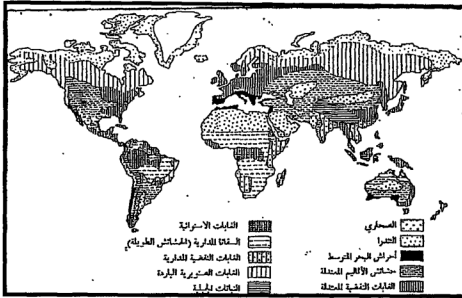 الصحاري
التندرا
أحراش البحر المتوسط
حشائش الأقاليم المعتدلة
الغابات النفضية المعتدلة
الغابات الاستوائية
السفانا المدارية (الحشائش الطويلة)
الغابات النفضية المدارية
الغابات الصنوبرية الباردة
النباتات الجبلية